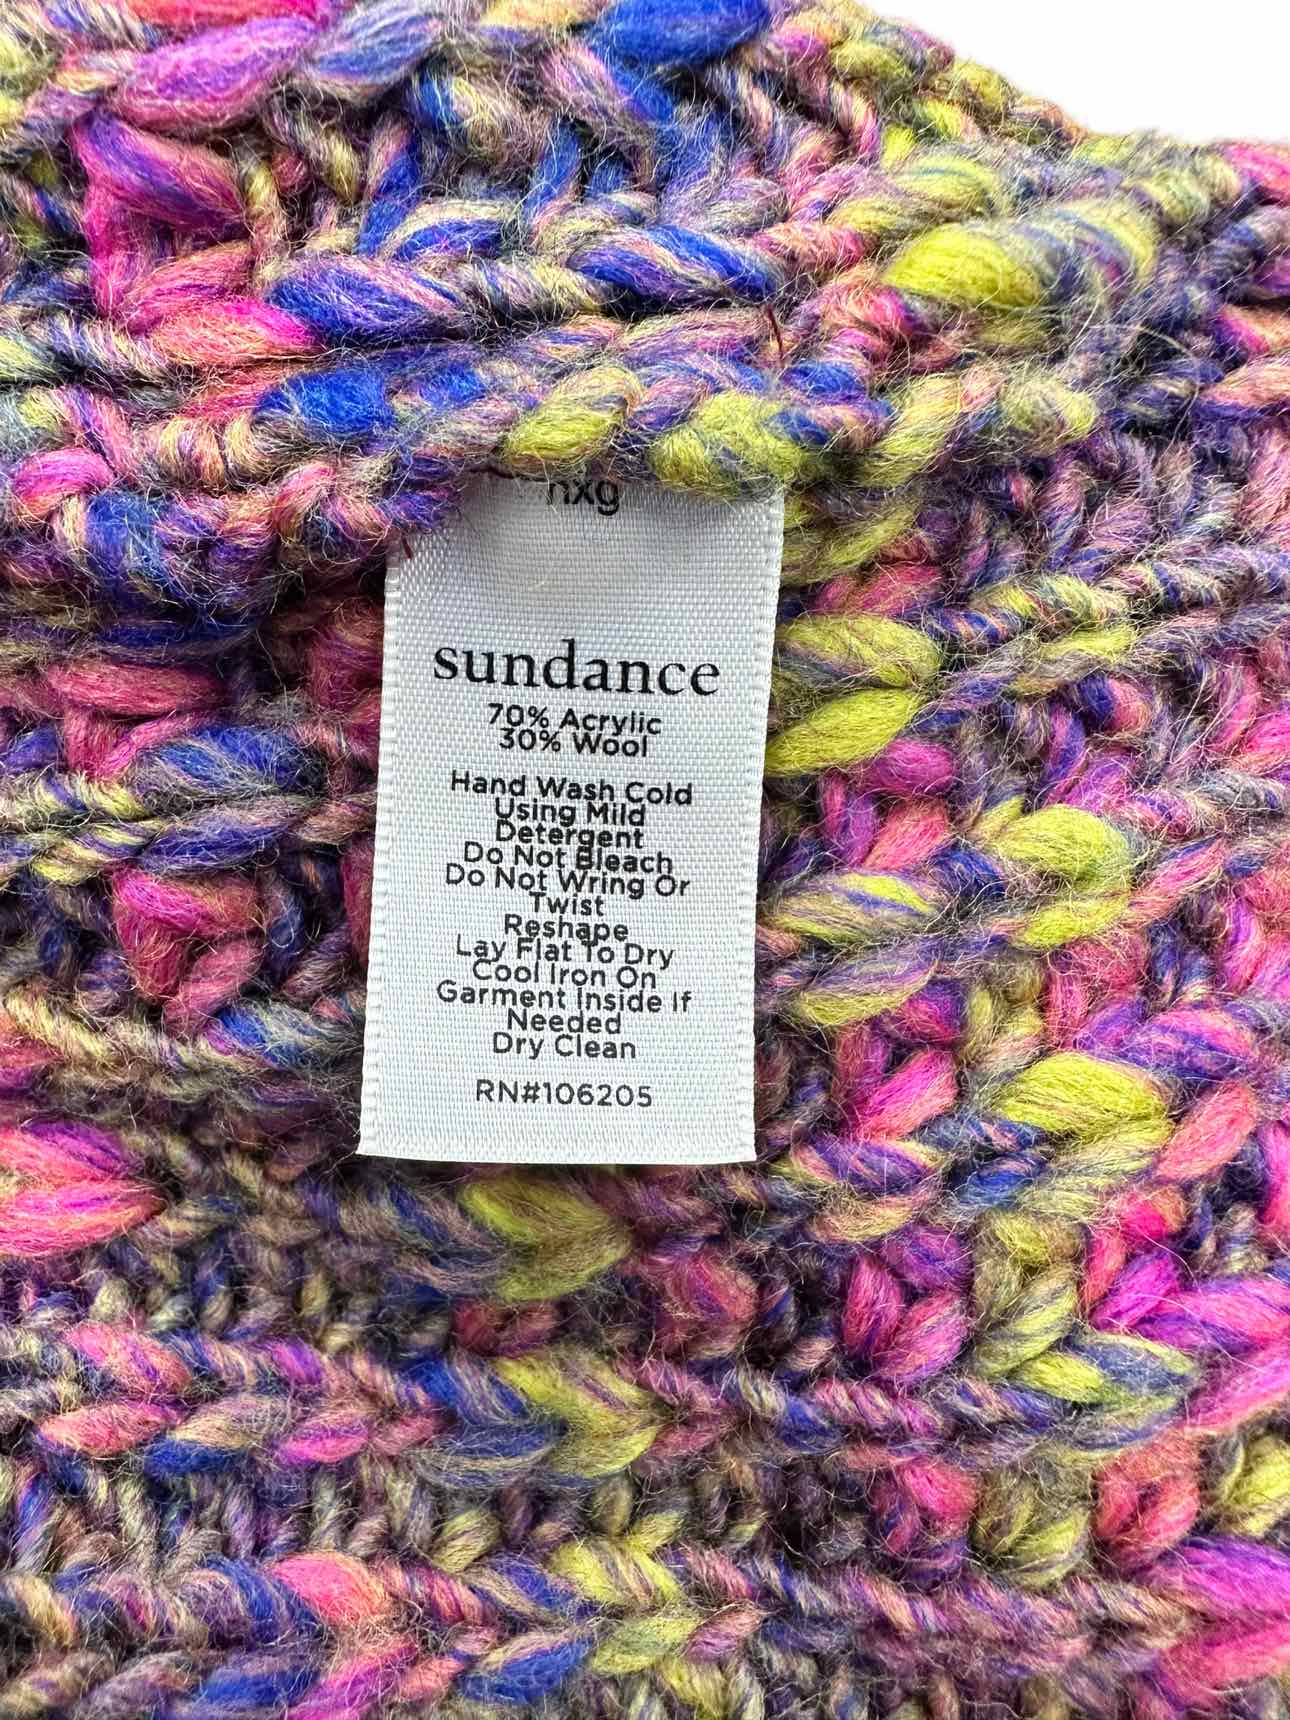 nxg
sundance
70% Acrylic
30% Wool
Hand Wash Cold
Using Mild
Detergent
Do Not Bleach
Do Not Wring Or
Twist
Reshape
Lay Flat To Dry
Cool Iron On
Garment Inside If
Needed
Dry Clean
RN#106205